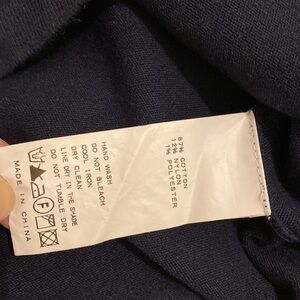 87% COTTON
12% NYLON
1% POLYESTER
HAND WASH
DO NOT BLEACH
COOL IRON
DRY CLEAN
LINE DRY IN THE SHADE
DO NOT TUMBLE DRY
F
MADE IN CHINA